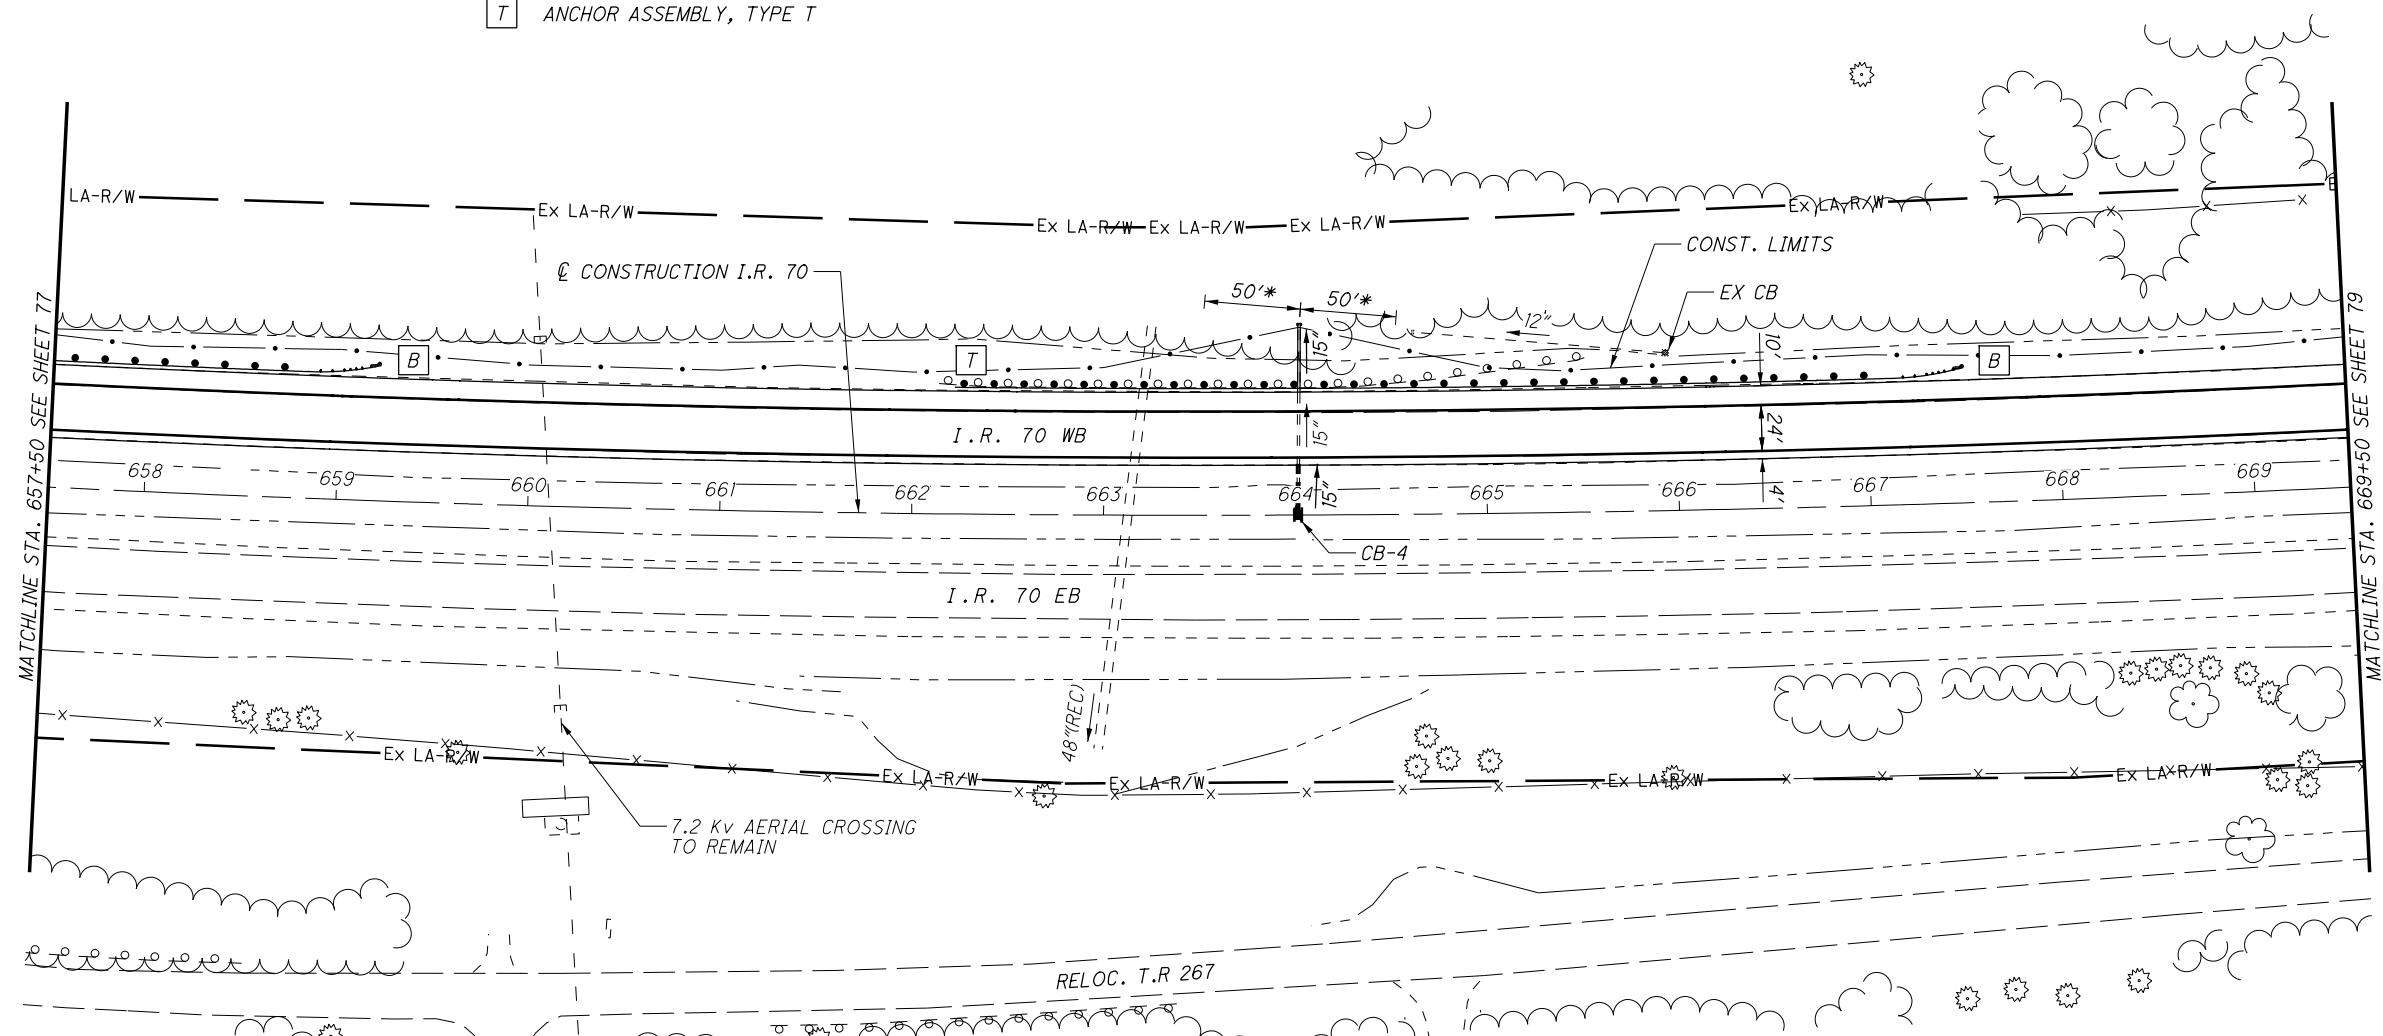 T ANCHOR ASSEMBLY, TYPE T
LA-R/W
Ex LA-R/W
Ex LA-R/W
Ex LA-R/W
Ex LA-R/W
Ex LA-R/W
E
CONST. LIMITS
℄ CONSTRUCTION I.R. 70
50'*
50'*
EX CB
12"
MATCHLINE STA. 657+50 SEE SHEET 77
MATCHLINE STA. 669+50 SEE SHEET 79
E
B
T
15"
10'
B
I.R. 70 WB
15"
24'
658
659
660
661
662
663
664
665
666
667
668
669
15"
4'
CB-4
I.R. 70 EB
48"(REC)
E
Ex LA-R/W
Ex LA-R/W
Ex LA-R/W
Ex LA-R/W
Ex LA-R/W
7.2 Kv AERIAL CROSSING
TO REMAIN
RELOC. T.R 267